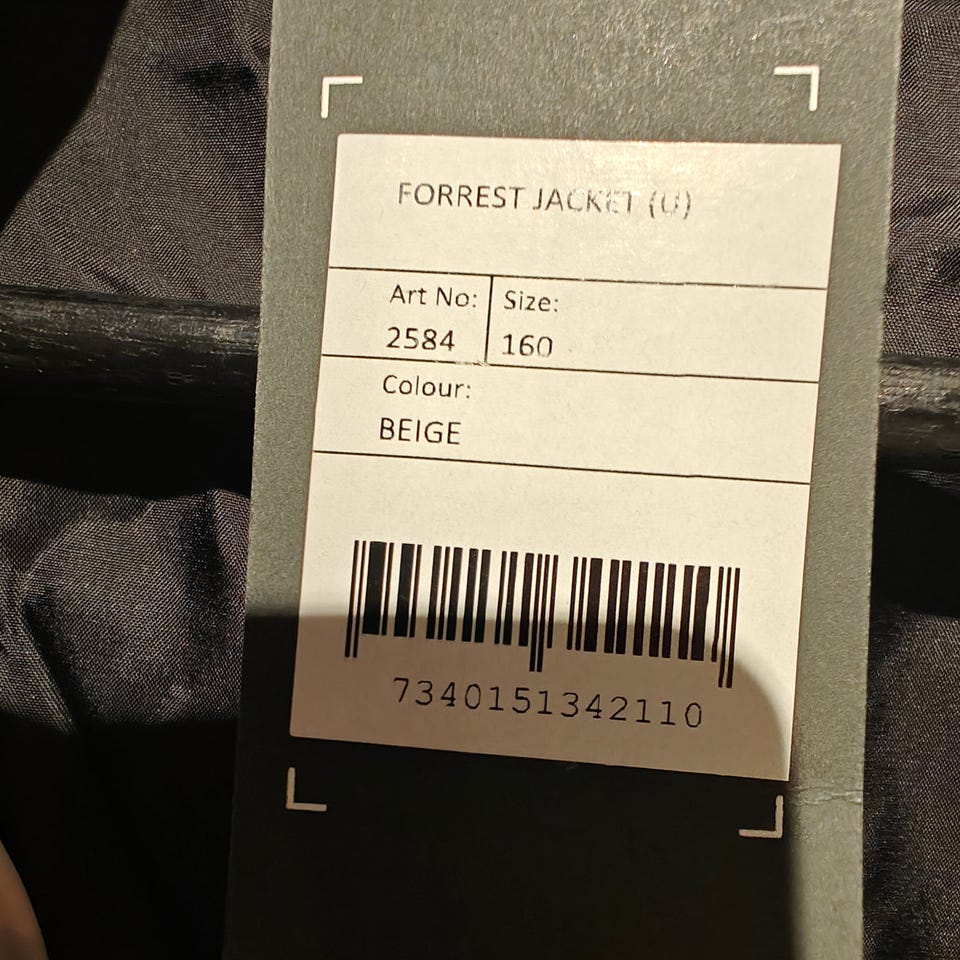 FORREST JACKET (U)
Art No: Size:
2584 160
Colour:
BEIGE
7340151342110